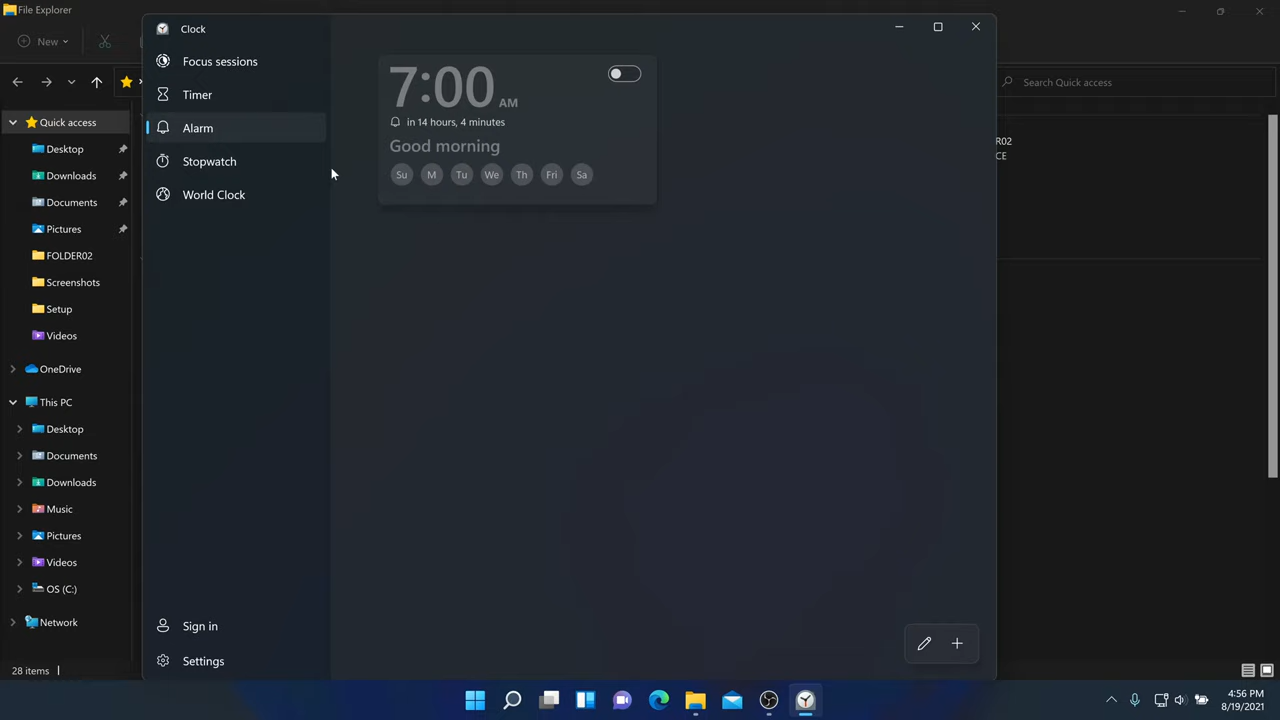 File Explorer
New
Search Quick access
Quick access
Desktop
Downloads
Documents
Pictures
FOLDER02
Screenshots
Setup
Videos
OneDrive
This PC
Desktop
Documents
Downloads
Music
Pictures
Videos
OS (C:)
Network
28 items
Clock
Focus sessions
Timer
Alarm
Stopwatch
World Clock
Sign in
Settings
7:00 AM
in 14 hours, 4 minutes
Good morning
Su M Tu We Th Fri Sa
R02
CE
4:56 PM
8/19/2021